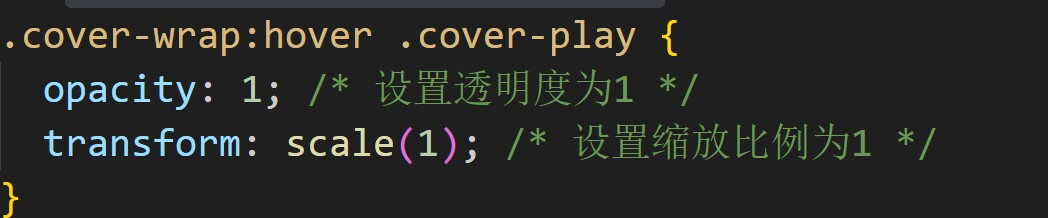 .cover-wrap:hover .cover-play {
opacity: 1; /* 设置透明度为1 */
transform: scale(1); /* 设置缩放比例为1 */
}